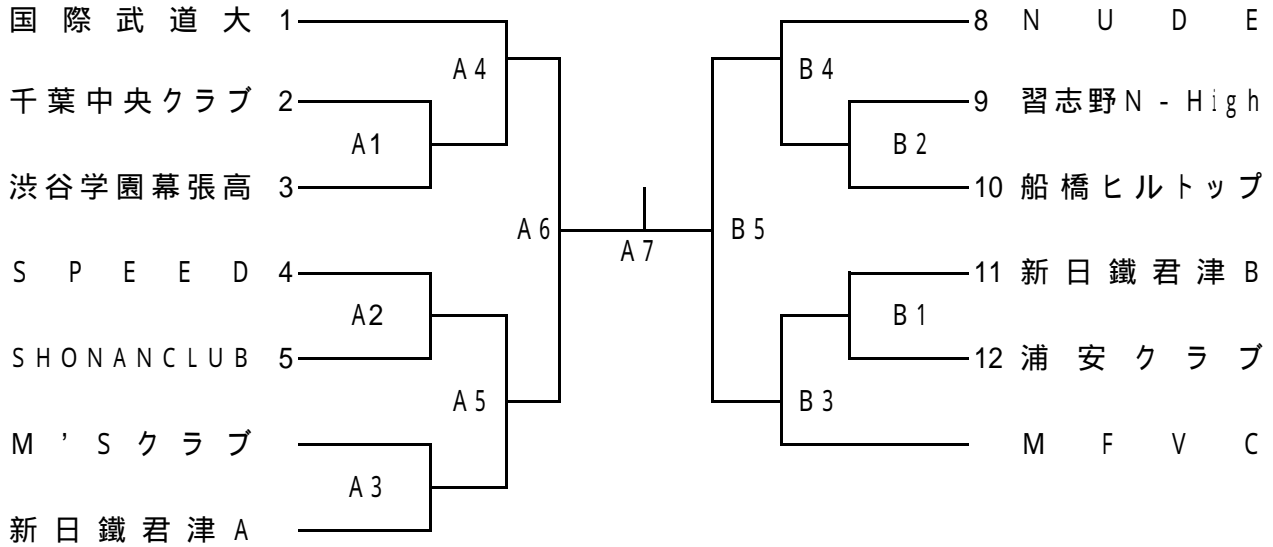 国際武道大 1
8 NUDE
A4
B4
千葉中央クラブ 2
9 習志野N-High
A1
B2
渋谷学園幕張高 3
10 船橋ヒルトップ
A6
B5
A7
SPEED 4
11 新日鐵君津B
A2
B1
SHONANCLUB 5
12 浦安クラブ
A5
B3
M'Sクラブ
MFVC
A3
新日鐵君津A